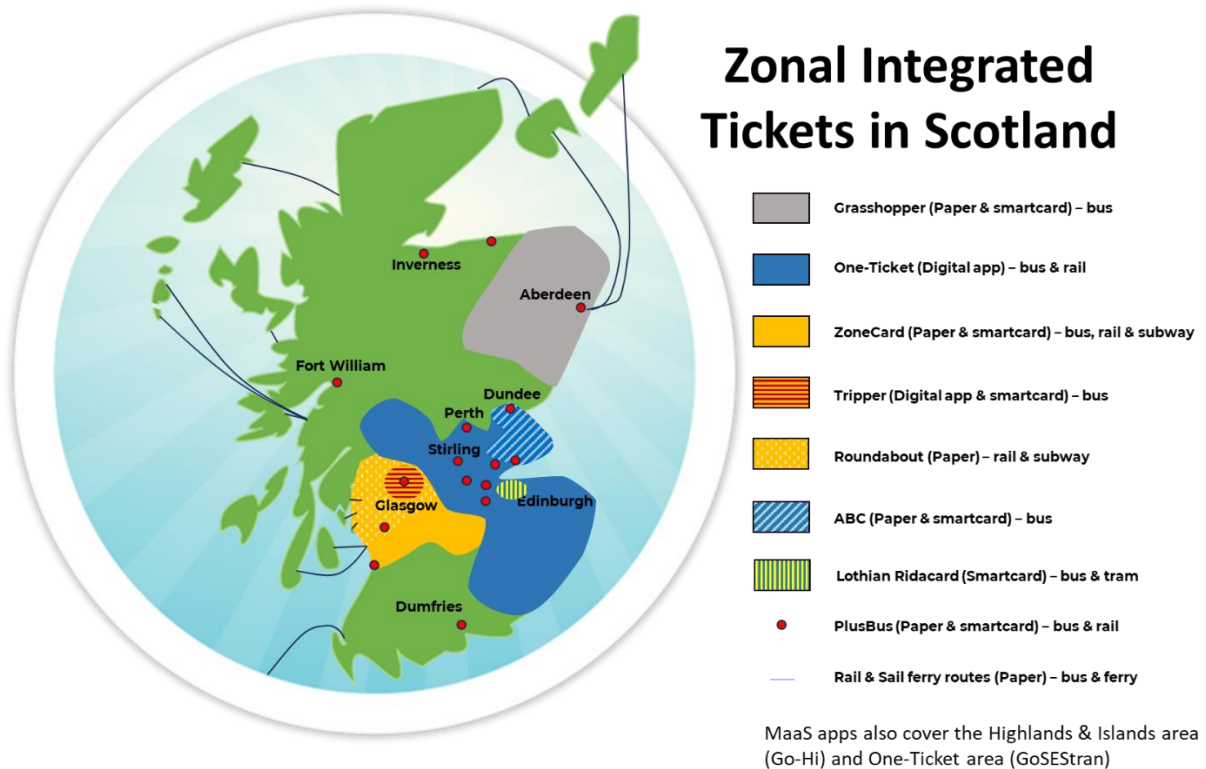 Zonal Integrated
Tickets in Scotland
Grasshopper (Paper & smartcard) – bus
One-Ticket (Digital app) – bus & rail
ZoneCard (Paper & smartcard) – bus, rail & subway
Tripper (Digital app & smartcard) – bus
Roundabout (Paper) – rail & subway
ABC (Paper & smartcard) – bus
Lothian Ridacard (Smartcard) – bus & tram
PlusBus (Paper & smartcard) – bus & rail
Rail & Sail ferry routes (Paper) – bus & ferry
MaaS apps also cover the Highlands & Islands area
(Go-Hi) and One-Ticket area (GoSEStran)
Inverness
Aberdeen
Fort William
Dundee
Perth
Stirling
Glasgow
Edinburgh
Dumfries